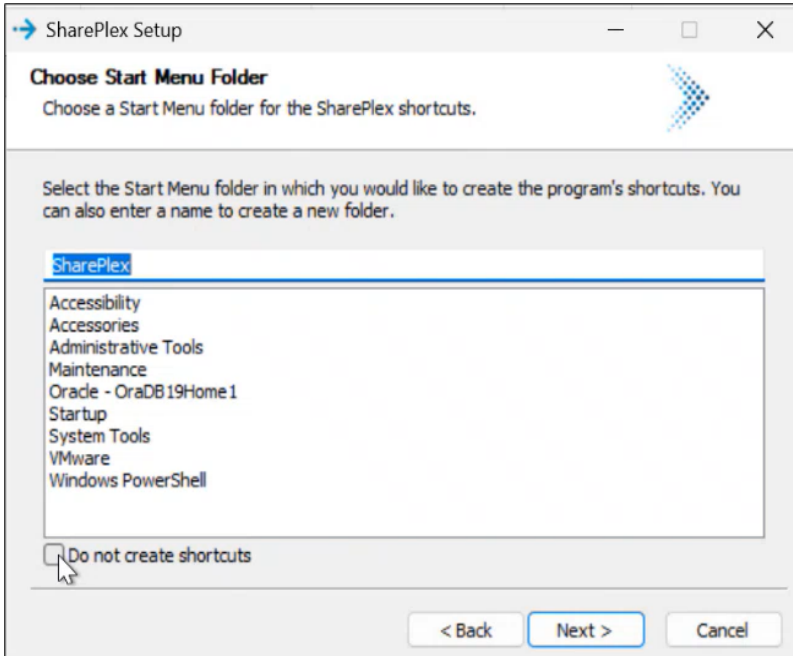 SharePlex Setup
Choose Start Menu Folder
Choose a Start Menu folder for the SharePlex shortcuts.
Select the Start Menu folder in which you would like to create the program's shortcuts. You
can also enter a name to create a new folder.
SharePlex
Accessibility
Accessories
Administrative Tools
Maintenance
Oracle - OraDB19Home1
Startup
System Tools
VMware
Windows PowerShell
Do not create shortcuts
< Back Next > Cancel